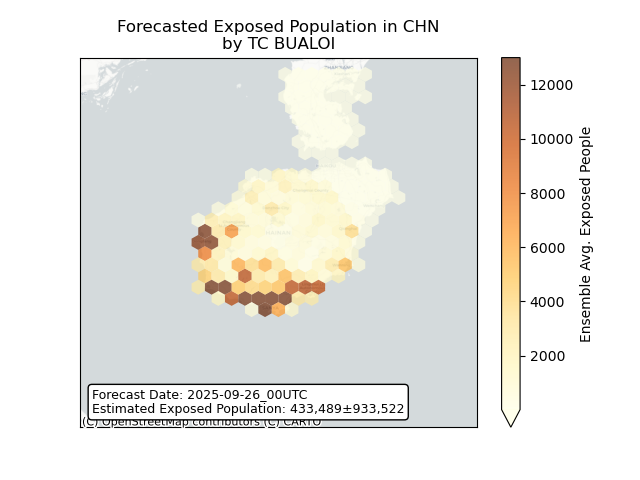 Forecasted Exposed Population in CHN
by TC BUALOI
12000
10000
8000
6000
4000
2000
Ensemble Avg. Exposed People
Forecast Date: 2025-09-26_00UTC
Estimated Exposed Population: 433,489±933,522
(C) OpenStreetMap contributors (C) CARTO